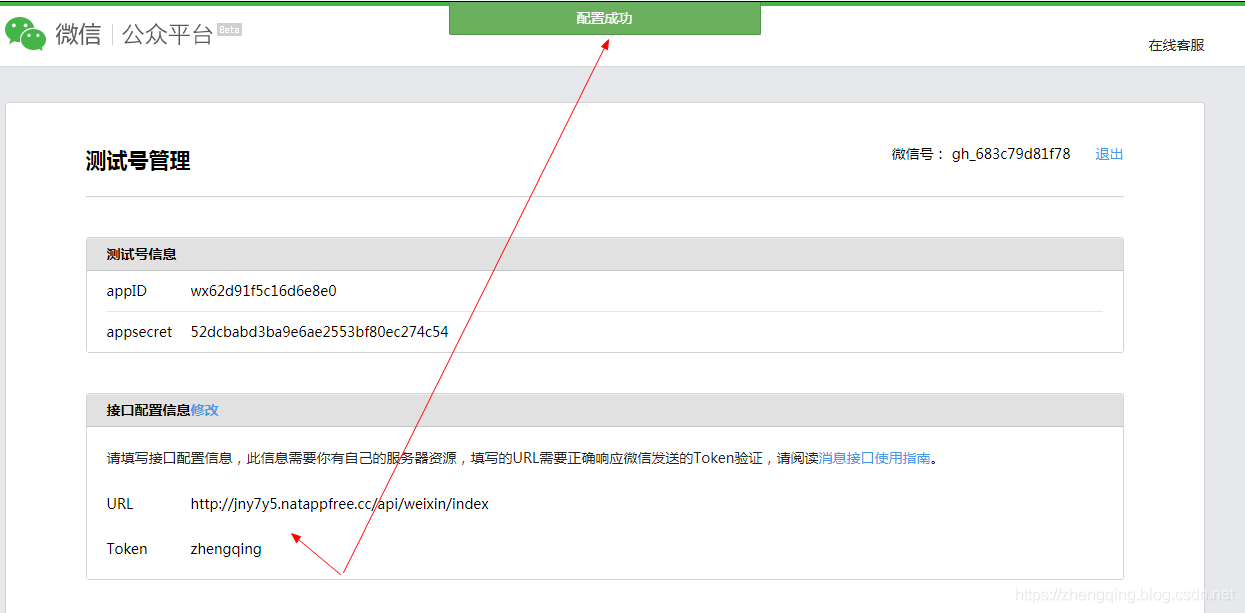 配置成功
微信 公众平台 Beta
在线客服
测试号管理
微信号： gh_683c79d81f78 退出
测试号信息
appID wx62d91f5c16d6e8e0
appsecret 52dcbabd3ba9e6ae2553bf80ec274c54
接口配置信息修改
请填写接口配置信息，此信息需要你有自己的服务器资源，填写的URL需要正确响应微信发送的Token验证，请阅读消息接口使用指南。
URL http://jny7y5.natappfree.cc/api/weixin/index
Token zhengqing
https://zhengqing.blog.csdn.net